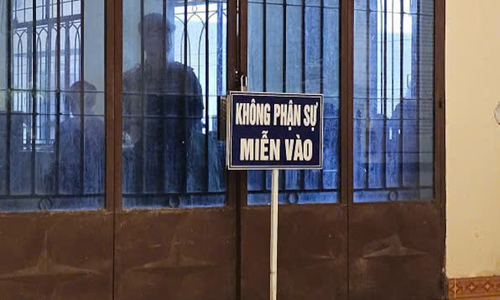 KHÔNG PHẬN SỰ
MIỄN VÀO